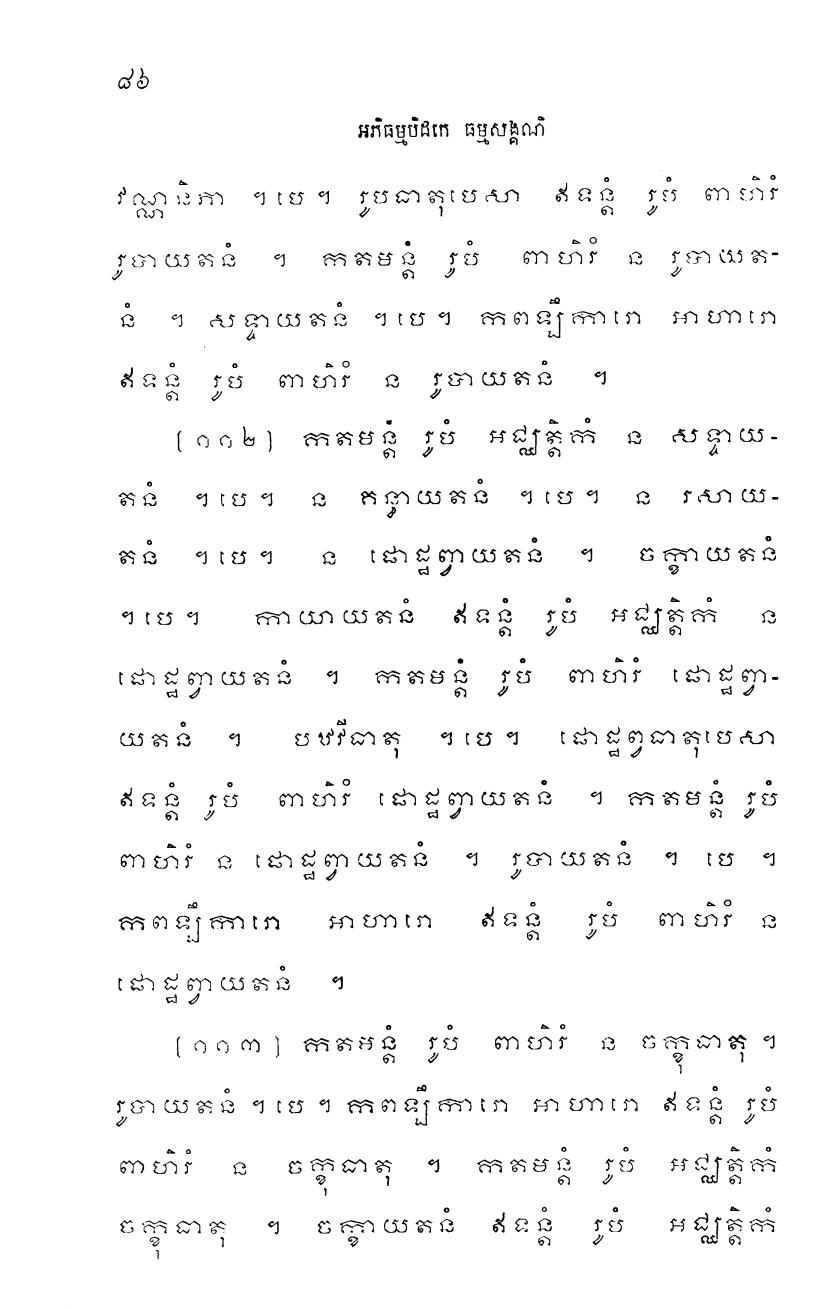 ៨៦
អភិធម្មបិដកេ ធម្មសង្គណិ
វណ្ណនិភា ។ បេ ។ រូបធាតុបេសា ឥទន្តំ រូបំ ពាហិរំ
រូបាយតនំ ។ កតមន្តំ រូបំ ពាហិរំ ន រូបាយត-
នំ ។ សទ្ទាយតនំ ។ បេ ។ កពឡឹការោ អាហារោ
ឥទន្តំ រូបំ ពាហិរំ ន រូបាយតនំ ។
[១១២] កតមន្តំ រូបំ អជ្ឈត្តិកំ ន សទ្ទាយ-
តនំ ។ បេ ។ ន គន្ធាយតនំ ។ បេ ។ ន រសាយ-
តនំ ។ បេ ។ ន ផោដ្ឋព្វាយតនំ ។ ចក្ខាយតនំ
។ បេ ។ កាយាយតនំ ឥទន្តំ រូបំ អជ្ឈត្តិកំ ន
ផោដ្ឋព្វាយតនំ ។ កតមន្តំ រូបំ ពាហិរំ ផោដ្ឋព្វា-
យតនំ ។ បឋវីធាតុ ។ បេ ។ ផោដ្ឋព្វធាតុបេសា
ឥទន្តំ រូបំ ពាហិរំ ផោដ្ឋព្វាយតនំ ។ កតមន្តំ រូបំ
ពាហិរំ ន ផោដ្ឋព្វាយតនំ ។ រូបាយតនំ ។ បេ ។
កពឡឹការោ អាហារោ ឥទន្តំ រូបំ ពាហិរំ ន
ផោដ្ឋព្វាយតនំ ។
[១១៣] កតមន្តំ រូបំ ពាហិរំ ន ចក្ខុធាតុ ។
រូបាយតនំ ។ បេ ។ កពឡឹការោ អាហារោ ឥទន្តំ រូបំ
ពាហិរំ ន ចក្ខុធាតុ ។ កតមន្តំ រូបំ អជ្ឈត្តិកំ
ចក្ខុធាតុ ។ ចក្ខាយតនំ ឥទន្តំ រូបំ អជ្ឈត្តិកំ